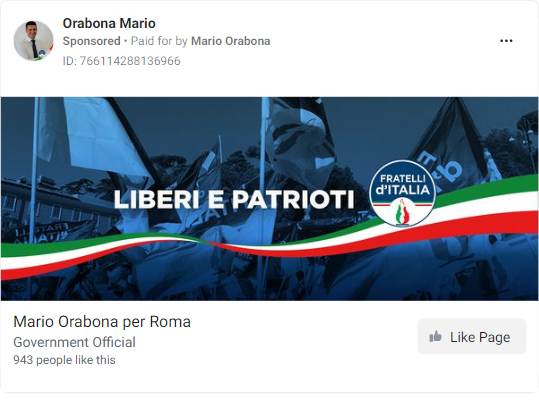 Orabona Mario
Sponsored • Paid for by Mario Orabona
ID: 766114288136966
LIBERI E PATRIOTI
FRATELLI
d'ITALIA
Mario Orabona per Roma
Government Official
943 people like this
Like Page